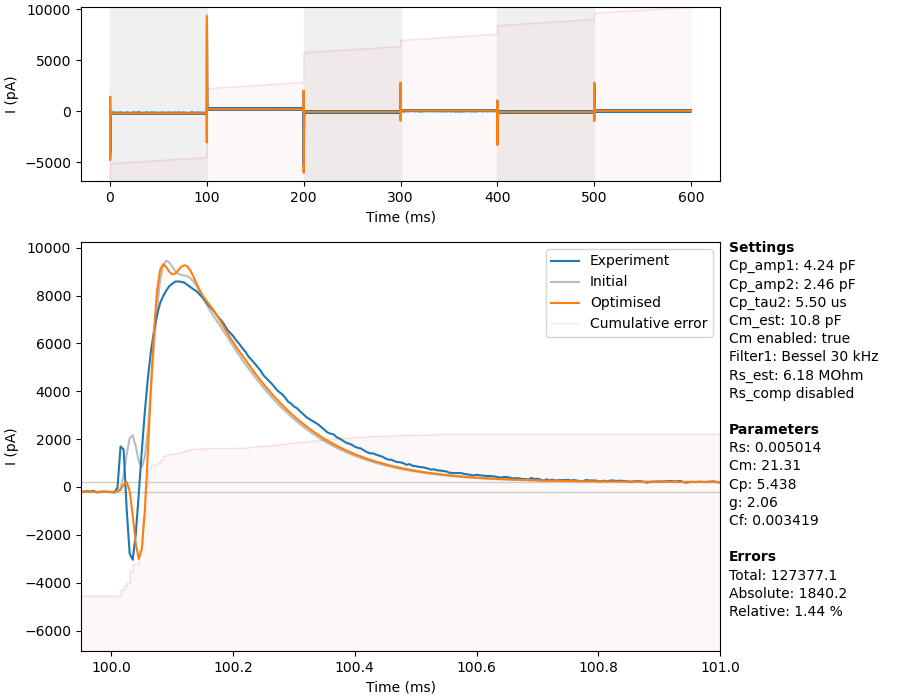 10000
5000
0
−5000
I (pA)
0 100 200 300 400 500 600
Time (ms)
10000
8000
6000
4000
2000
0
−2000
−4000
−6000
I (pA)
100.0 100.2 100.4 100.6 100.8 101.0
Time (ms)
Experiment
Initial
Optimised
Cumulative error
Settings
Cp_amp1: 4.24 pF
Cp_amp2: 2.46 pF
Cp_tau2: 5.50 us
Cm_est: 10.8 pF
Cm enabled: true
Filter1: Bessel 30 kHz
Rs_est: 6.18 MOhm
Rs_comp disabled
Parameters
Rs: 0.005014
Cm: 21.31
Cp: 5.438
g: 2.06
Cf: 0.003419
Errors
Total: 127377.1
Absolute: 1840.2
Relative: 1.44 %